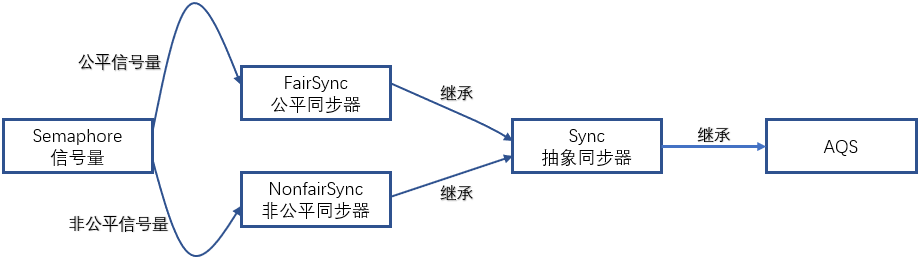 公平信号量
FairSync
公平同步器
继承
Semaphore
信号量
Sync
抽象同步器
继承
AQS
非公平信号量
NonfairSync
非公平同步器
继承